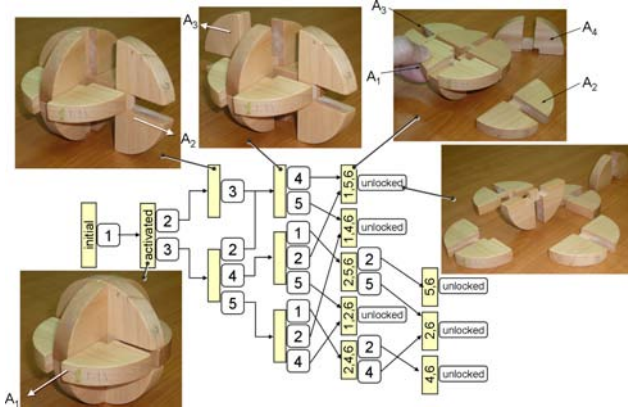 A₃
A₂
A₃
A₄
A₁
A₂
initial
1
activated
2
3
3
2
4
5
4
5
1
2
5
1
2
4
1,5,6
unlocked
1,4,6
unlocked
2,5,6
2
5
1,2,6
unlocked
2,4,6
2
4
5,6
unlocked
2,6
unlocked
4,6
unlocked
A₁